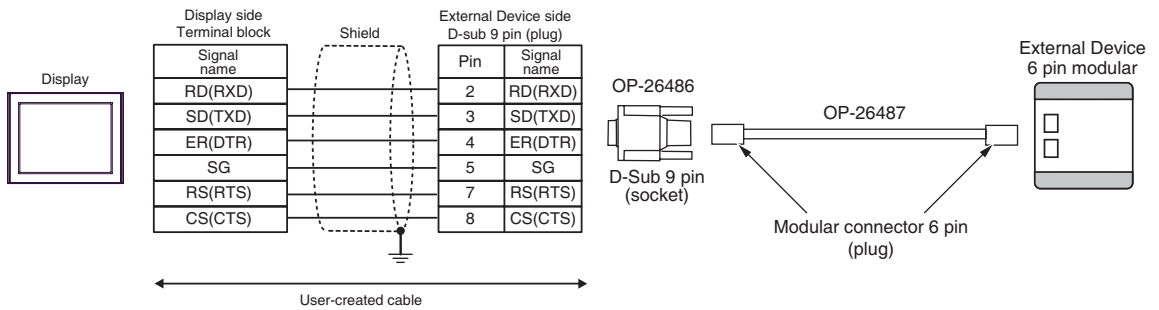 Display
Display side
Terminal block
Shield
External Device side
D-sub 9 pin (plug)
Signal
name
Pin
Signal
name
RD(RXD)
2
RD(RXD)
SD(TXD)
3
SD(TXD)
ER(DTR)
4
ER(DTR)
SG
5
SG
RS(RTS)
7
RS(RTS)
CS(CTS)
8
CS(CTS)
User-created cable
OP-26486
D-Sub 9 pin
(socket)
OP-26487
Modular connector 6 pin
(plug)
External Device
6 pin modular